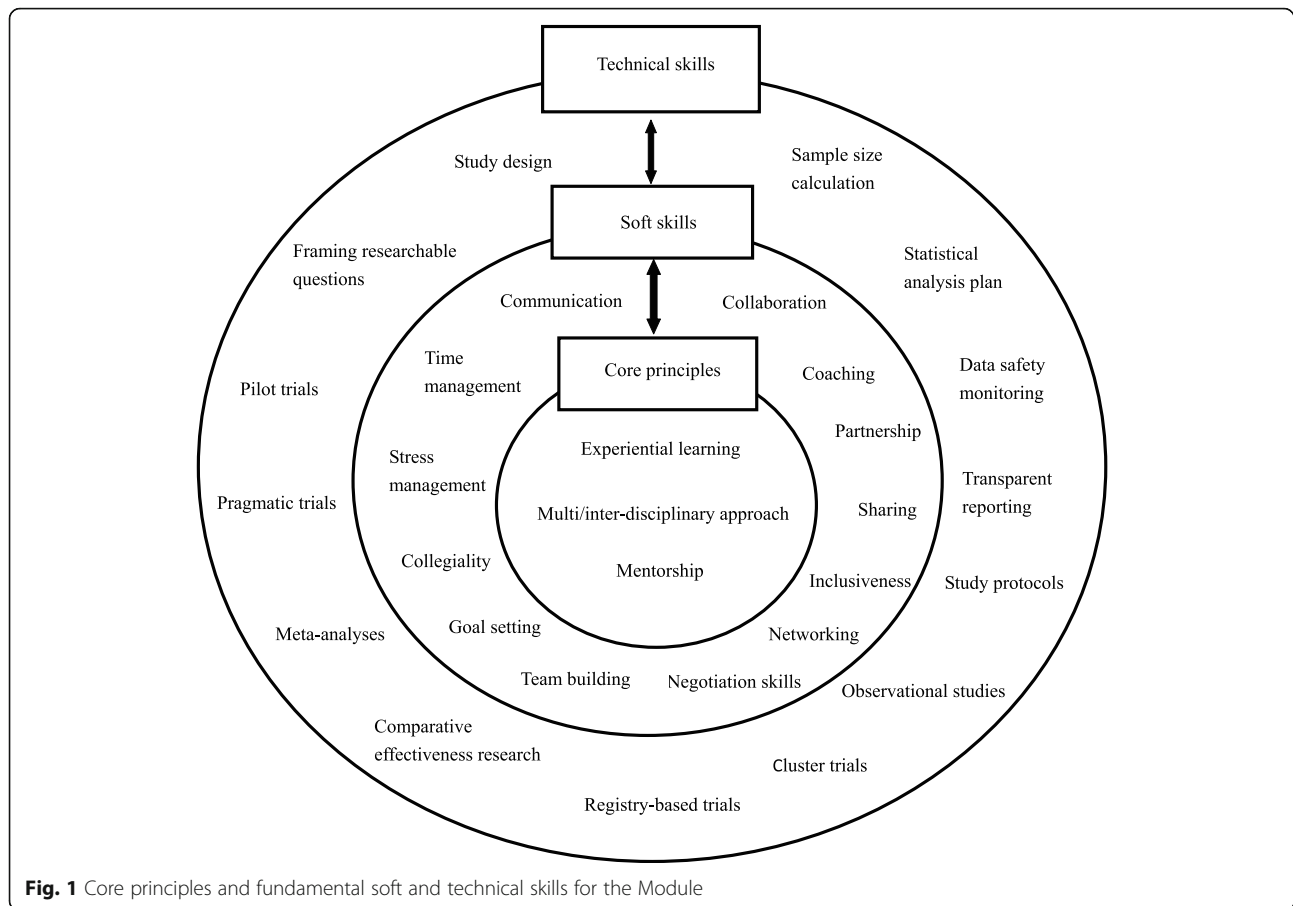 Technical skills
Study design
Sample size
calculation
Soft skills
Framing researchable
questions
Statistical
analysis plan
Communication
Collaboration
Time
management
Core principles
Coaching
Data safety
monitoring
Pilot trials
Partnership
Experiential learning
Stress
management
Transparent
reporting
Pragmatic trials
Multi/inter-disciplinary approach
Sharing
Collegiality
Mentorship
Inclusiveness
Study protocols
Meta-analyses
Goal setting
Networking
Team building
Negotiation skills
Observational studies
Comparative
effectiveness research
Cluster trials
Registry-based trials
Fig. 1 Core principles and fundamental soft and technical skills for the Module